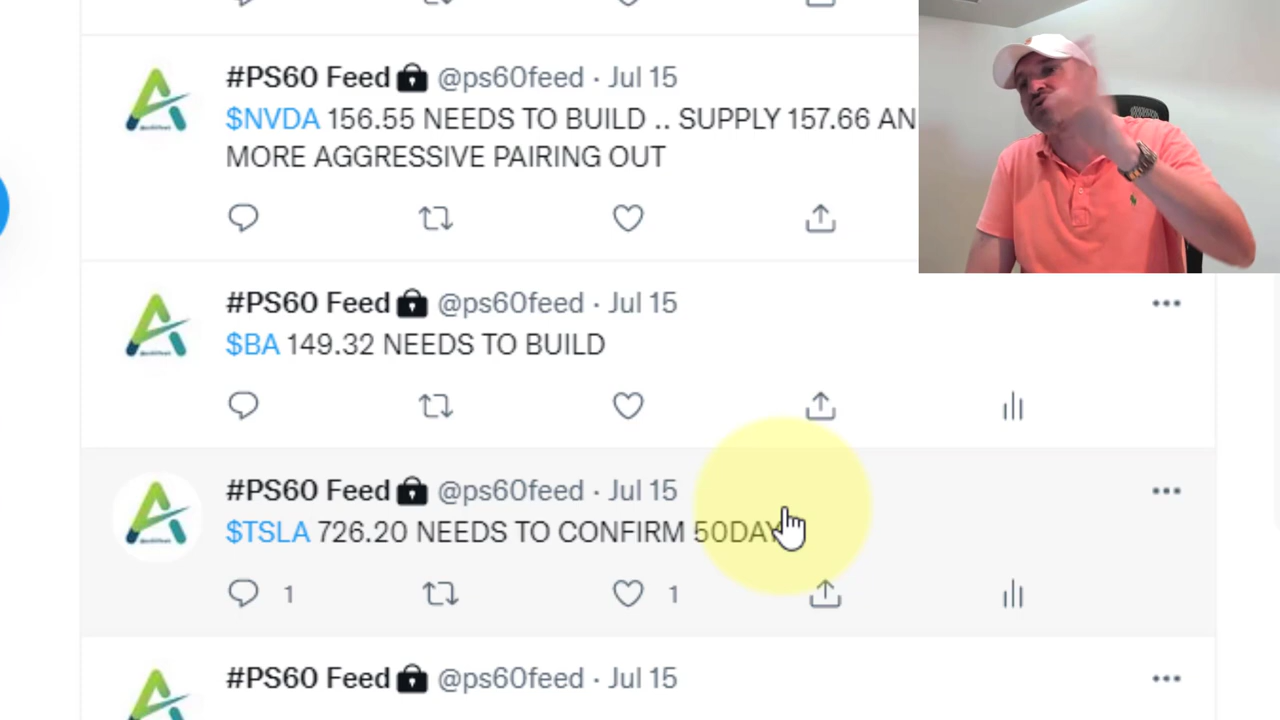 #PS60 Feed @ps60feed · Jul 15
$NVDA 156.55 NEEDS TO BUILD .. SUPPLY 157.66 AN
MORE AGGRESSIVE PAIRING OUT
#PS60 Feed @ps60feed · Jul 15
$BA 149.32 NEEDS TO BUILD
#PS60 Feed @ps60feed · Jul 15
$TSLA 726.20 NEEDS TO CONFIRM 50DAY
1 1
#PS60 Feed @ps60feed · Jul 15